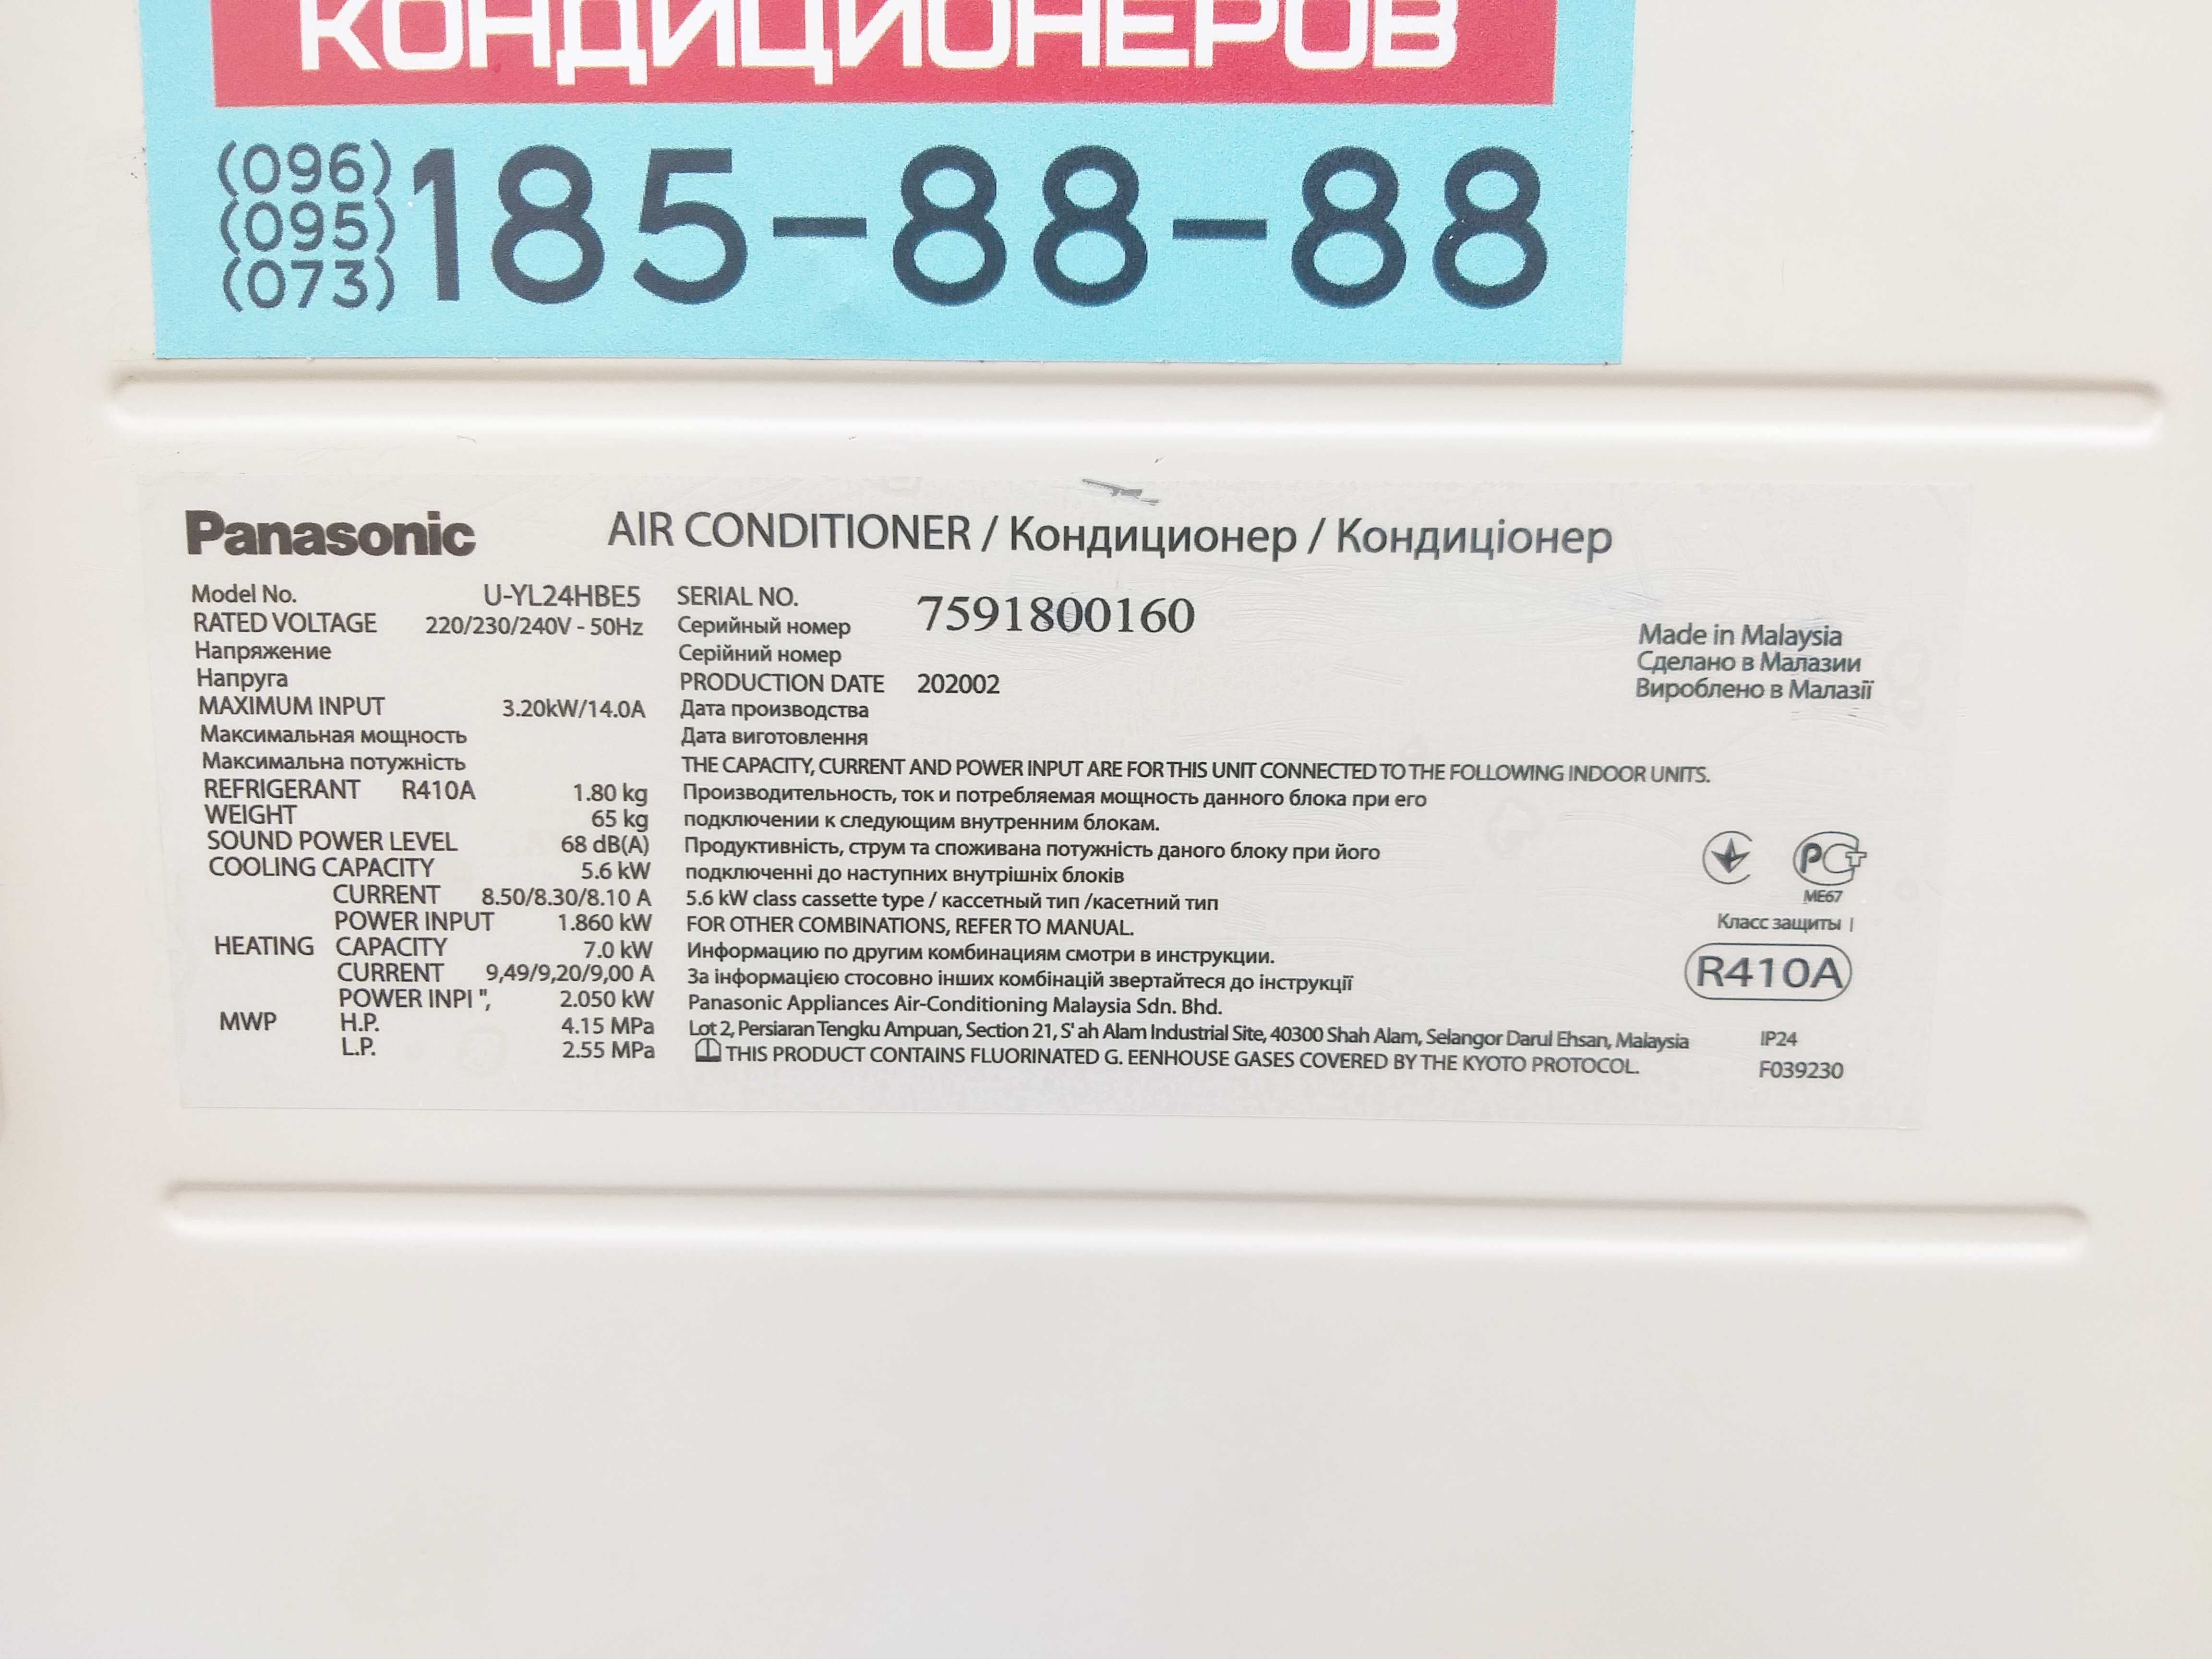 КОНДИЦИОНЕРОВ
(096)
(095)
(073)
185-88-88
Panasonic
AIR CONDITIONER / Кондиционер / Кондиціонер
Model No. U-YL24HBE5
RATED VOLTAGE 220/230/240V - 50Hz
Напряжение
Напруга
MAXIMUM INPUT 3.20kW/14.0A
Максимальная мощность
Максимальна потужність
REFRIGERANT R410A 1.80 kg
WEIGHT 65 kg
SOUND POWER LEVEL 68 dB(A)
COOLING CAPACITY 5.6 kW
CURRENT 8.50/8.30/8.10 A
POWER INPUT 1.860 kW
HEATING CAPACITY 7.0 kW
CURRENT 9,49/9,20/9,00 A
POWER INPI ", 2.050 kW
MWP H.P. 4.15 MPa
L.P. 2.55 MPa
SERIAL NO. 7591800160
Серийный номер
Серійний номер
PRODUCTION DATE 202002
Дата производства
Дата виготовлення
THE CAPACITY, CURRENT AND POWER INPUT ARE FOR THIS UNIT CONNECTED TO THE FOLLOWING INDOOR UNITS.
Производительность, ток и потребляемая мощность данного блока при его
подключении к следующим внутренним блокам.
Продуктивність, струм та споживана потужність даного блоку при його
подключенні до наступних внутрішніх блоків
5.6 kW class cassette type / кассетный тип /касетний тип
FOR OTHER COMBINATIONS, REFER TO MANUAL.
Информацию по другим комбинациям смотри в инструкции.
За інформацією стосовно інших комбінацій звертайтеся до інструкції
Panasonic Appliances Air-Conditioning Malaysia Sdn. Bhd.
Lot 2, Persiaran Tengku Ampuan, Section 21, S' ah Alam Industrial Site, 40300 Shah Alam, Selangor Darul Ehsan, Malaysia
THIS PRODUCT CONTAINS FLUORINATED G. EENHOUSE GASES COVERED BY THE KYOTO PROTOCOL.
Made in Malaysia
Сделано в Малазии
Вироблено в Малазії
РСТ
ME67
Класс защиты I
R410A
IP24
F039230